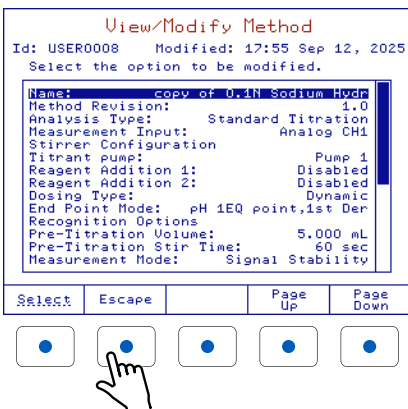 View/Modify Method
Id: USER0008 Modified: 17:55 Sep 12, 2025
Select the option to be modified.
Name: copy of 0.1N Sodium Hydr
Method Revision: 1.0
Analysis Type: Standard Titration
Measurement Input: Analog CH1
Stirrer Configuration
Titrant pump: Pump 1
Reagent Addition 1: Disabled
Reagent Addition 2: Disabled
Dosing Type: Dynamic
End Point Mode: pH 1EQ point,1st Der
Recognition Options
Pre-Titration Volume: 5.000 mL
Pre-Titration Stir Time: 60 sec
Measurement Mode: Signal Stability
Select Escape Page Up Page Down